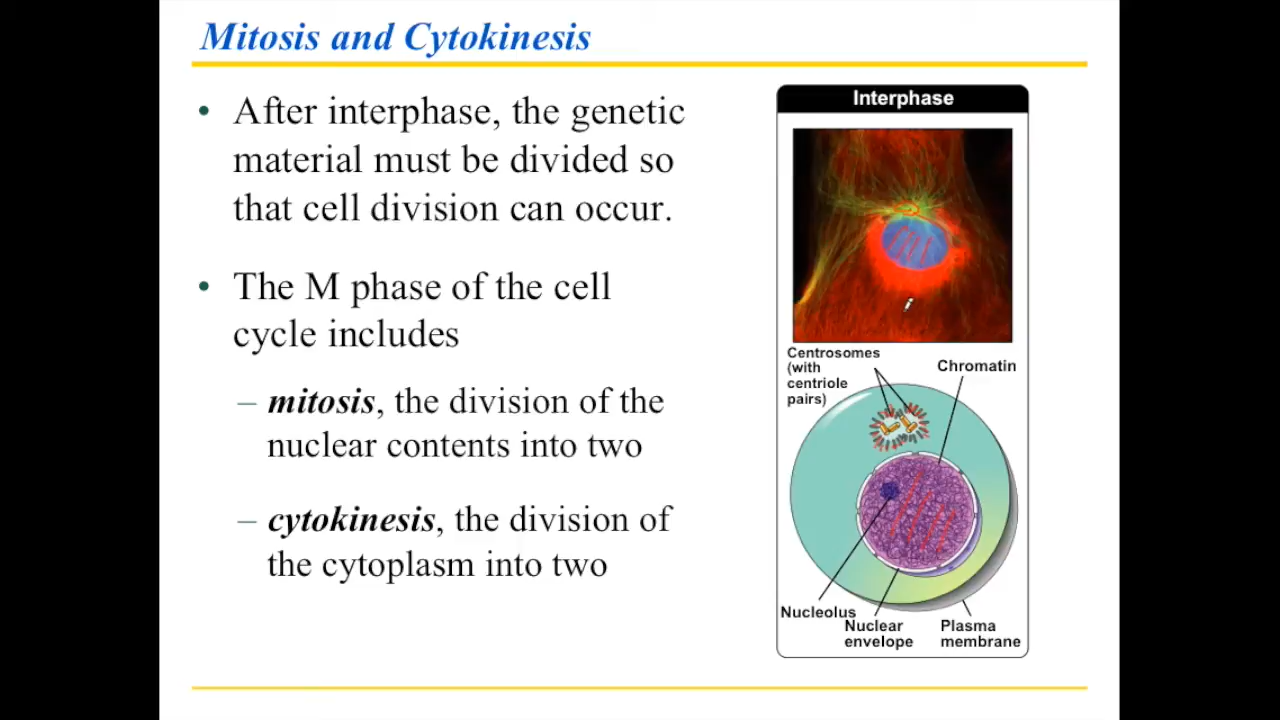 Mitosis and Cytokinesis
• After interphase, the genetic
material must be divided so
that cell division can occur.
• The M phase of the cell
cycle includes
– mitosis, the division of the
nuclear contents into two
– cytokinesis, the division of
the cytoplasm into two
Interphase
Centrosomes
(with
centriole
pairs)
Chromatin
Nucleolus
Nuclear
envelope
Plasma
membrane